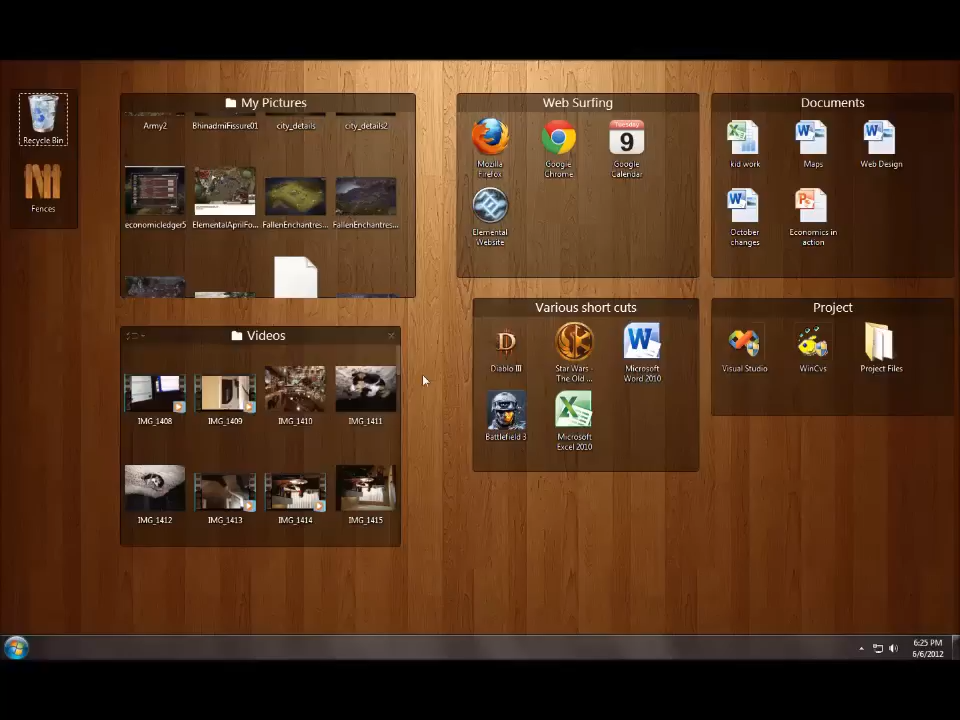 Recycle Bin
Fences
My Pictures
Army2
BhinadmiFissure01
city_details
city_details2
economicledger5
ElementalAprilFo...
FallenEnchantres...
FallenEnchantres...
Videos
IMG_1408
IMG_1409
IMG_1410
IMG_1411
IMG_1412
IMG_1413
IMG_1414
IMG_1415
Web Surfing
Mozilla
Firefox
Google
Chrome
Tuesday
9
Google
Calendar
Elemental
Website
Documents
kid work
Maps
Web Design
October
changes
Economics in
action
Various short cuts
Diablo III
Star Wars -
The Old ...
Microsoft
Word 2010
Battlefield 3
Microsoft
Excel 2010
Project
Visual Studio
WinCvs
Project Files
6:25 PM
6/6/2012